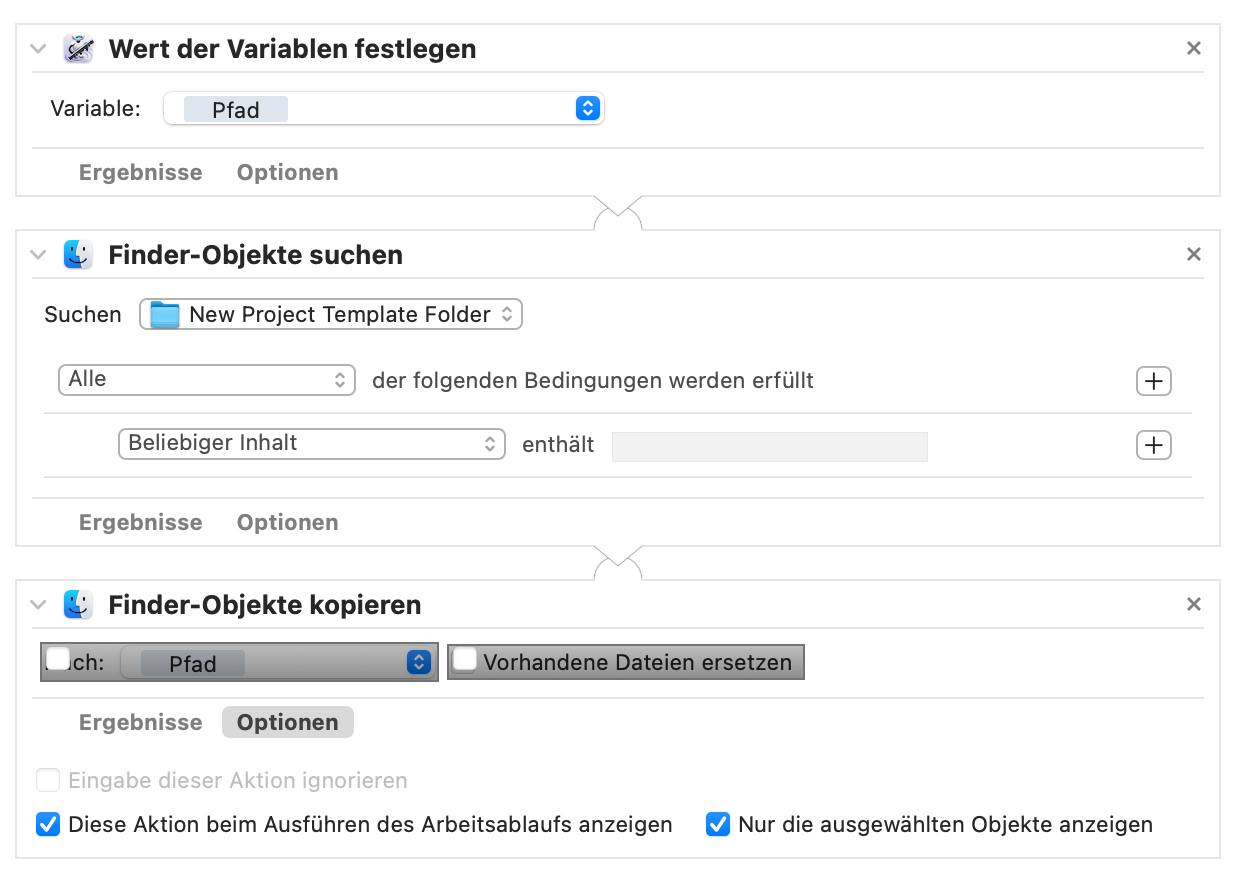 Wert der Variablen festlegen
Variable: Pfad
Ergebnisse Optionen
Finder-Objekte suchen
Suchen New Project Template Folder
Alle der folgenden Bedingungen werden erfüllt
Beliebiger Inhalt enthält
Ergebnisse Optionen
Finder-Objekte kopieren
ch: Pfad Vorhandene Dateien ersetzen
Ergebnisse Optionen
Eingabe dieser Aktion ignorieren
Diese Aktion beim Ausführen des Arbeitsablaufs anzeigen Nur die ausgewählten Objekte anzeigen